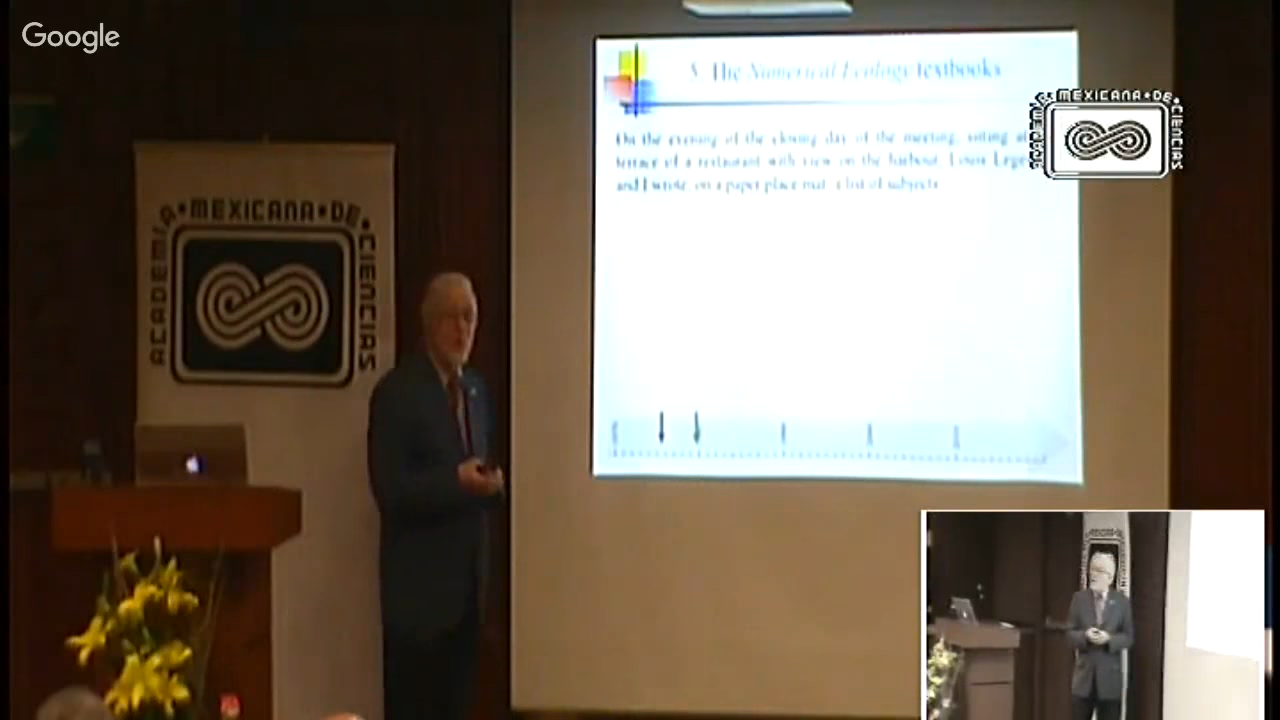 Google
5. The Numerical Ecology textbooks
On the evening of the closing day of the meeting, sitting at
terrace of a restaurant with view on the harbour, Louis Lege
and I wrote, on a paper place mat, a list of subjects
ACADEMIA • MEXICANA • DE • CIENCIAS
ACADEMIA • MEXICANA • DE • CIENCIAS